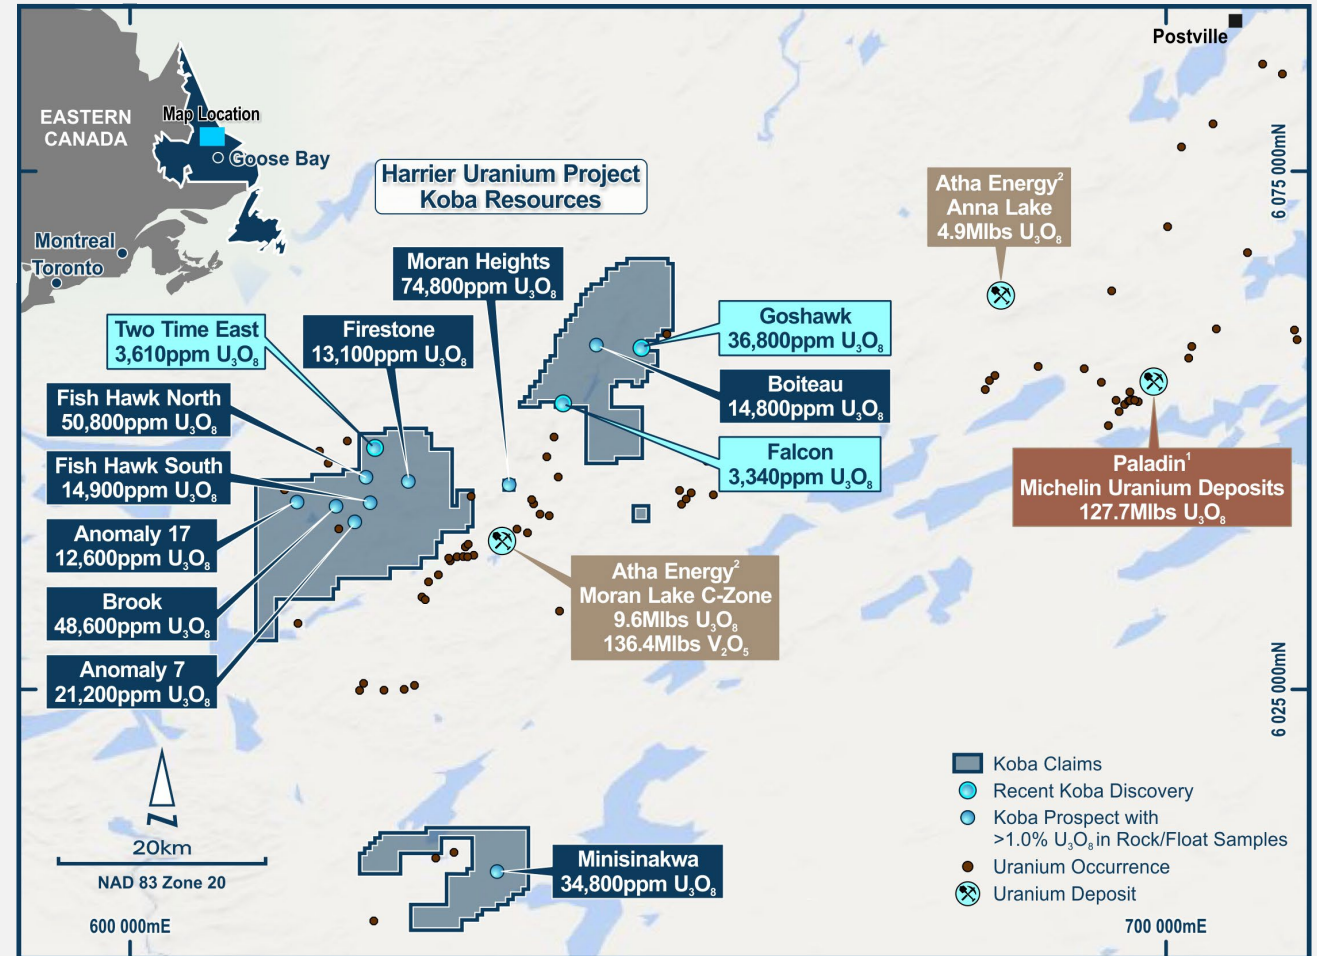 Postville
EASTERN
CANADA
Map Location
Goose Bay
Montreal
Toronto
Harrier Uranium Project
Koba Resources
6 075 000mN
Atha Energy²
Anna Lake
4.9Mlbs U₃O₈
Moran Heights
74,800ppm U₃O₈
Two Time East
3,610ppm U₃O₈
Firestone
13,100ppm U₃O₈
Goshawk
36,800ppm U₃O₈
Boiteau
14,800ppm U₃O₈
Falcon
3,340ppm U₃O₈
Fish Hawk North
50,800ppm U₃O₈
Fish Hawk South
14,900ppm U₃O₈
Anomaly 17
12,600ppm U₃O₈
Brook
48,600ppm U₃O₈
Anomaly 7
21,200ppm U₃O₈
Paladin¹
Michelin Uranium Deposits
127.7Mlbs U₃O₈
Atha Energy²
Moran Lake C-Zone
9.6Mlbs U₃O₈
136.4Mlbs V₂O₅
6 025 000mN
Minisinakwa
34,800ppm U₃O₈
N
20km
NAD 83 Zone 20
600 000mE
700 000mE
Koba Claims
Recent Koba Discovery
Koba Prospect with
>1.0% U₃O₈ in Rock/Float Samples
Uranium Occurrence
Uranium Deposit